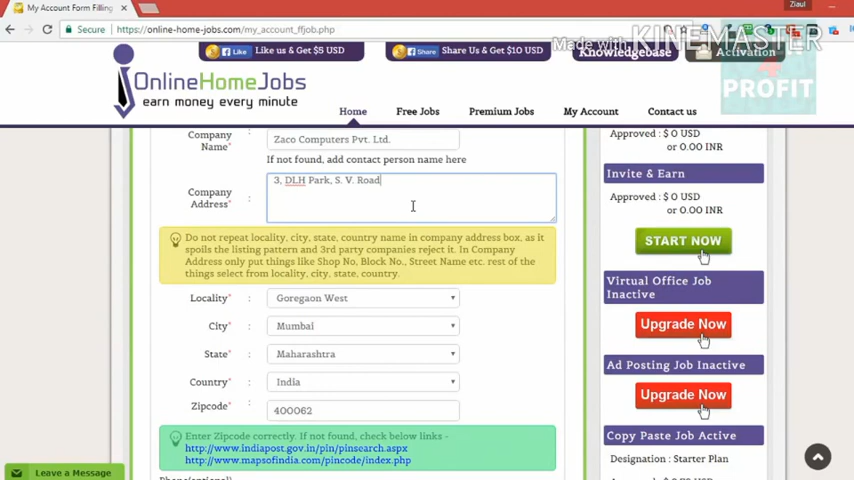 My Account Form Filling
Ziaul
https://online-home-jobs.com/my_account_ffjob.php
Made with KINEMASTER
Like Like us & Get $5 USD
Share Share Us & Get $10 USD
Knowledgebase
Activation
4
PROFIT
OnlineHomeJobs
earn money every minute
Home
Free Jobs
Premium Jobs
My Account
Contact us
Company Name* :
Zaco Computers Pvt. Ltd.
If not found, add contact person name here
Company Address* :
3, DLH Park, S. V. Road
Do not repeat locality, city, state, country name in company address box, as it
spoils the listing pattern and 3rd party companies reject it. In Company
Address only put things like Shop No, Block No., Street Name etc. rest of the
things select from locality, city, state, country.
Locality* : Goregaon West
City* : Mumbai
State* : Maharashtra
Country* : India
Zipcode* : 400062
Enter Zipcode correctly. If not found, check below links -
http://www.indiapost.gov.in/pin/pinsearch.aspx
http://www.mapsofindia.com/pincode/index.php
Phone(optional)
Approved : $ 0 USD
or 0.00 INR
Invite & Earn
Approved : $ 0 USD
or 0.00 INR
START NOW
Virtual Office Job
Inactive
Upgrade Now
Ad Posting Job Inactive
Upgrade Now
Copy Paste Job Active
Designation : Starter Plan
Leave a Message